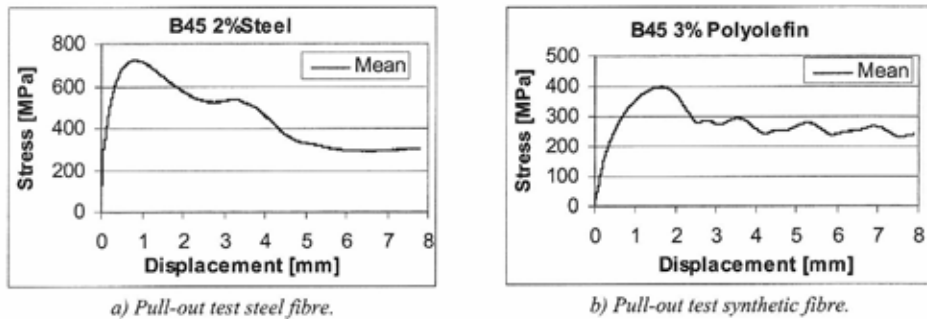 B45 2%Steel
Stress [MPa]
800
600
400
200
0
Mean
0 1 2 3 4 5 6 7 8
Displacement [mm]
a) Pull-out test steel fibre.
B45 3% Polyolefin
Stress [MPa]
500
400
300
200
100
0
Mean
0 1 2 3 4 5 6 7 8
Displacement [mm]
b) Pull-out test synthetic fibre.